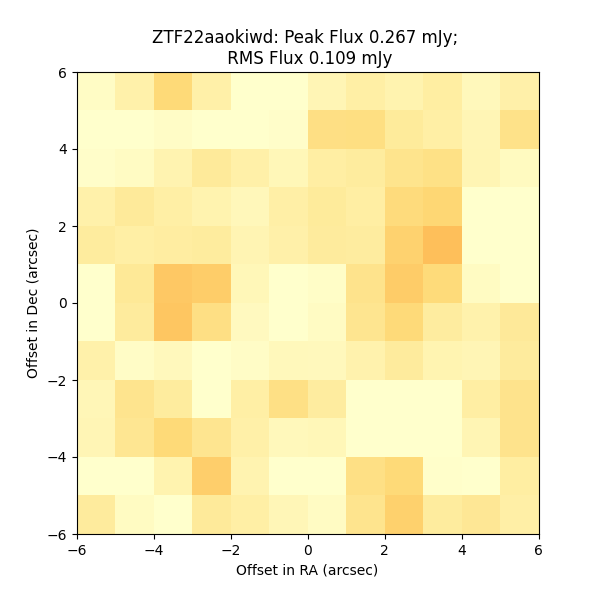 ZTF22aaokiwd: Peak Flux 0.267 mJy;
RMS Flux 0.109 mJy
6
4
2
0
−2
−4
−6
Offset in Dec (arcsec)
−6 −4 −2 0 2 4 6
Offset in RA (arcsec)